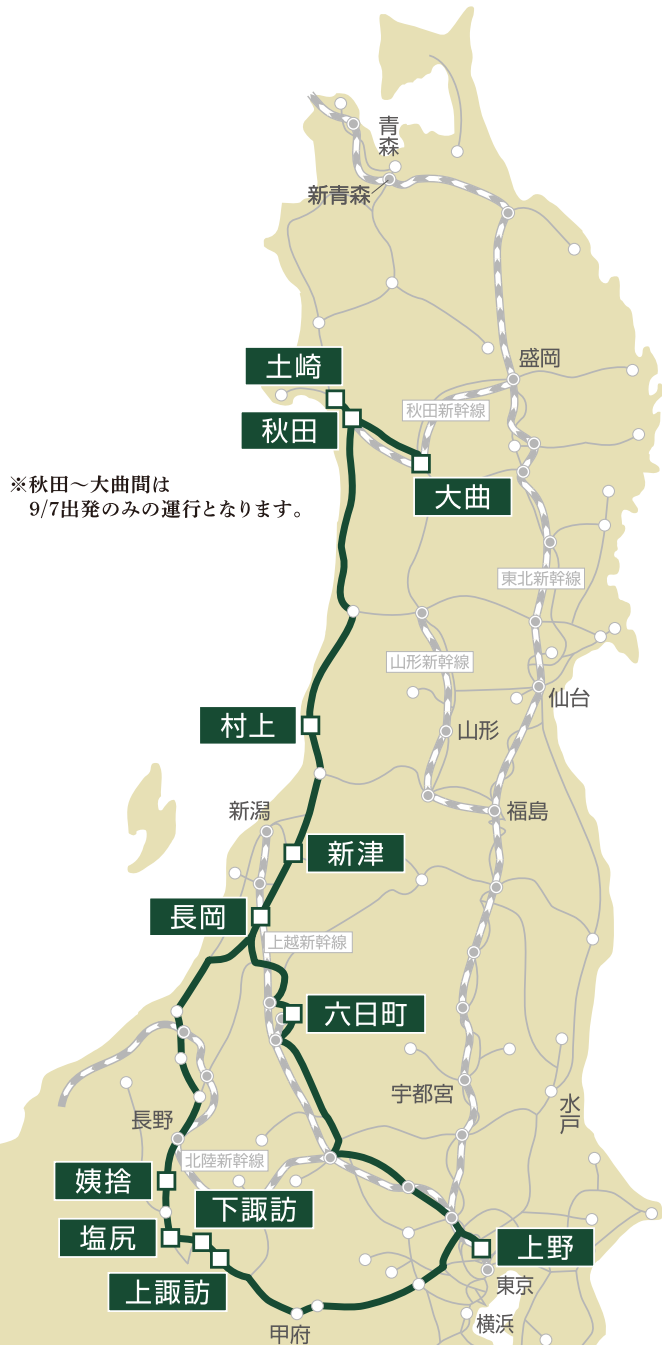 青森
新青森
盛岡
土崎
秋田新幹線
秋田
大曲
※秋田～大曲間は
9/7出発のみの運行となります。
東北新幹線
山形新幹線
仙台
村上
山形
新潟
福島
新津
長岡
上越新幹線
六日町
宇都宮
水戸
長野
北陸新幹線
姨捨
下諏訪
塩尻
上野
上諏訪
東京
横浜
甲府